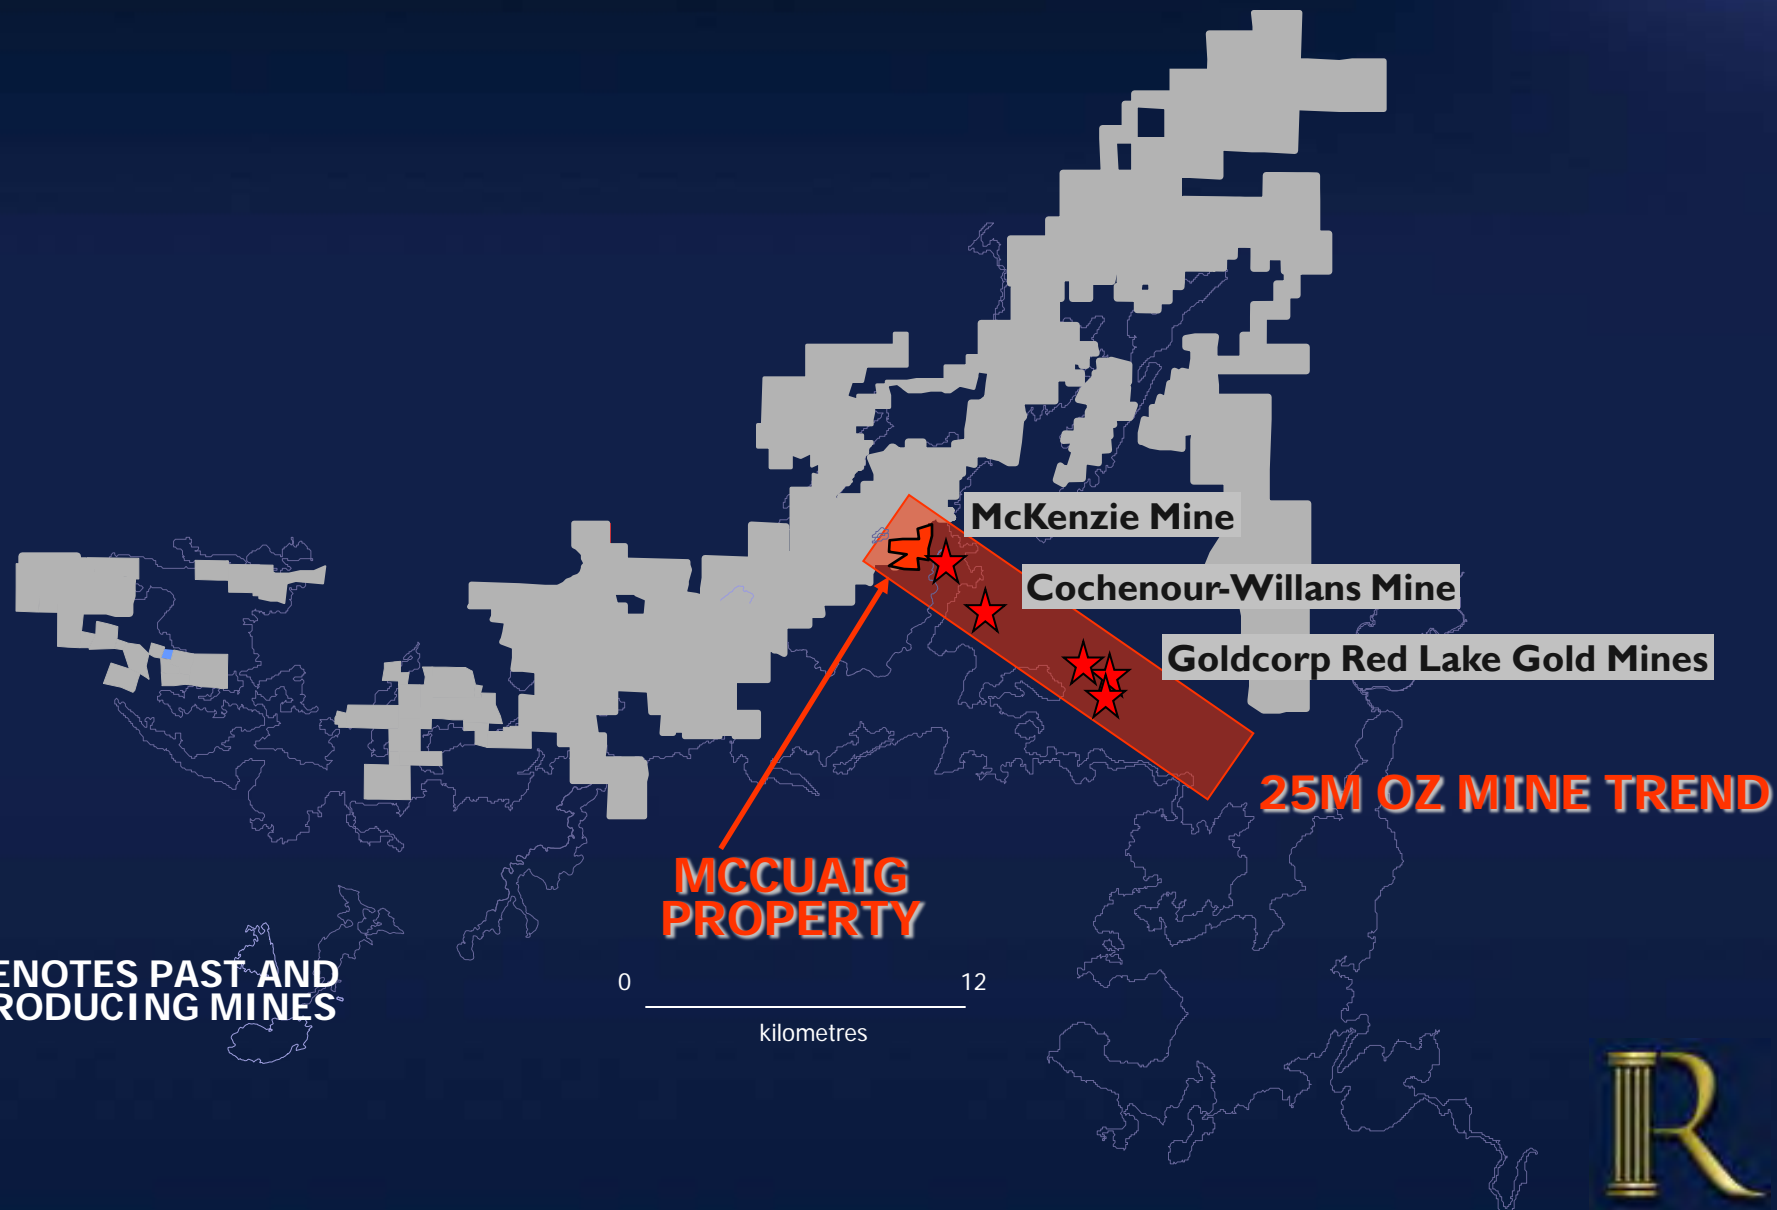 McKenzie Mine
Cochenour-Willans Mine
Goldcorp Red Lake Gold Mines
25M OZ MINE TREND
MCCUAIG
PROPERTY
ENOTES PAST AND
RODUCING MINES
0 12
kilometres
R